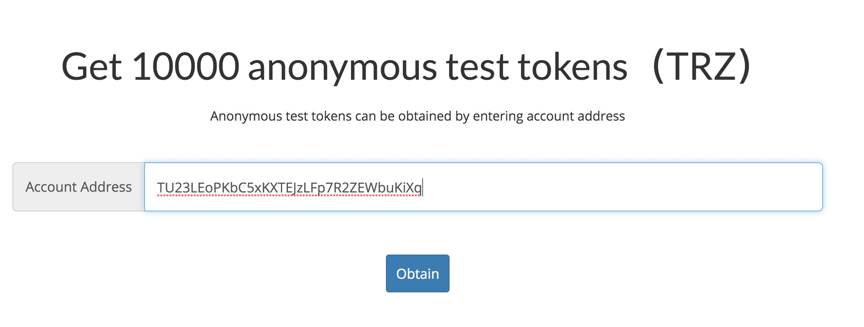 Get 10000 anonymous test tokens （TRZ）
Anonymous test tokens can be obtained by entering account address
Account Address TU23LEoPKbC5xKXTEJzLFp7R2ZEWbuKiXq
Obtain